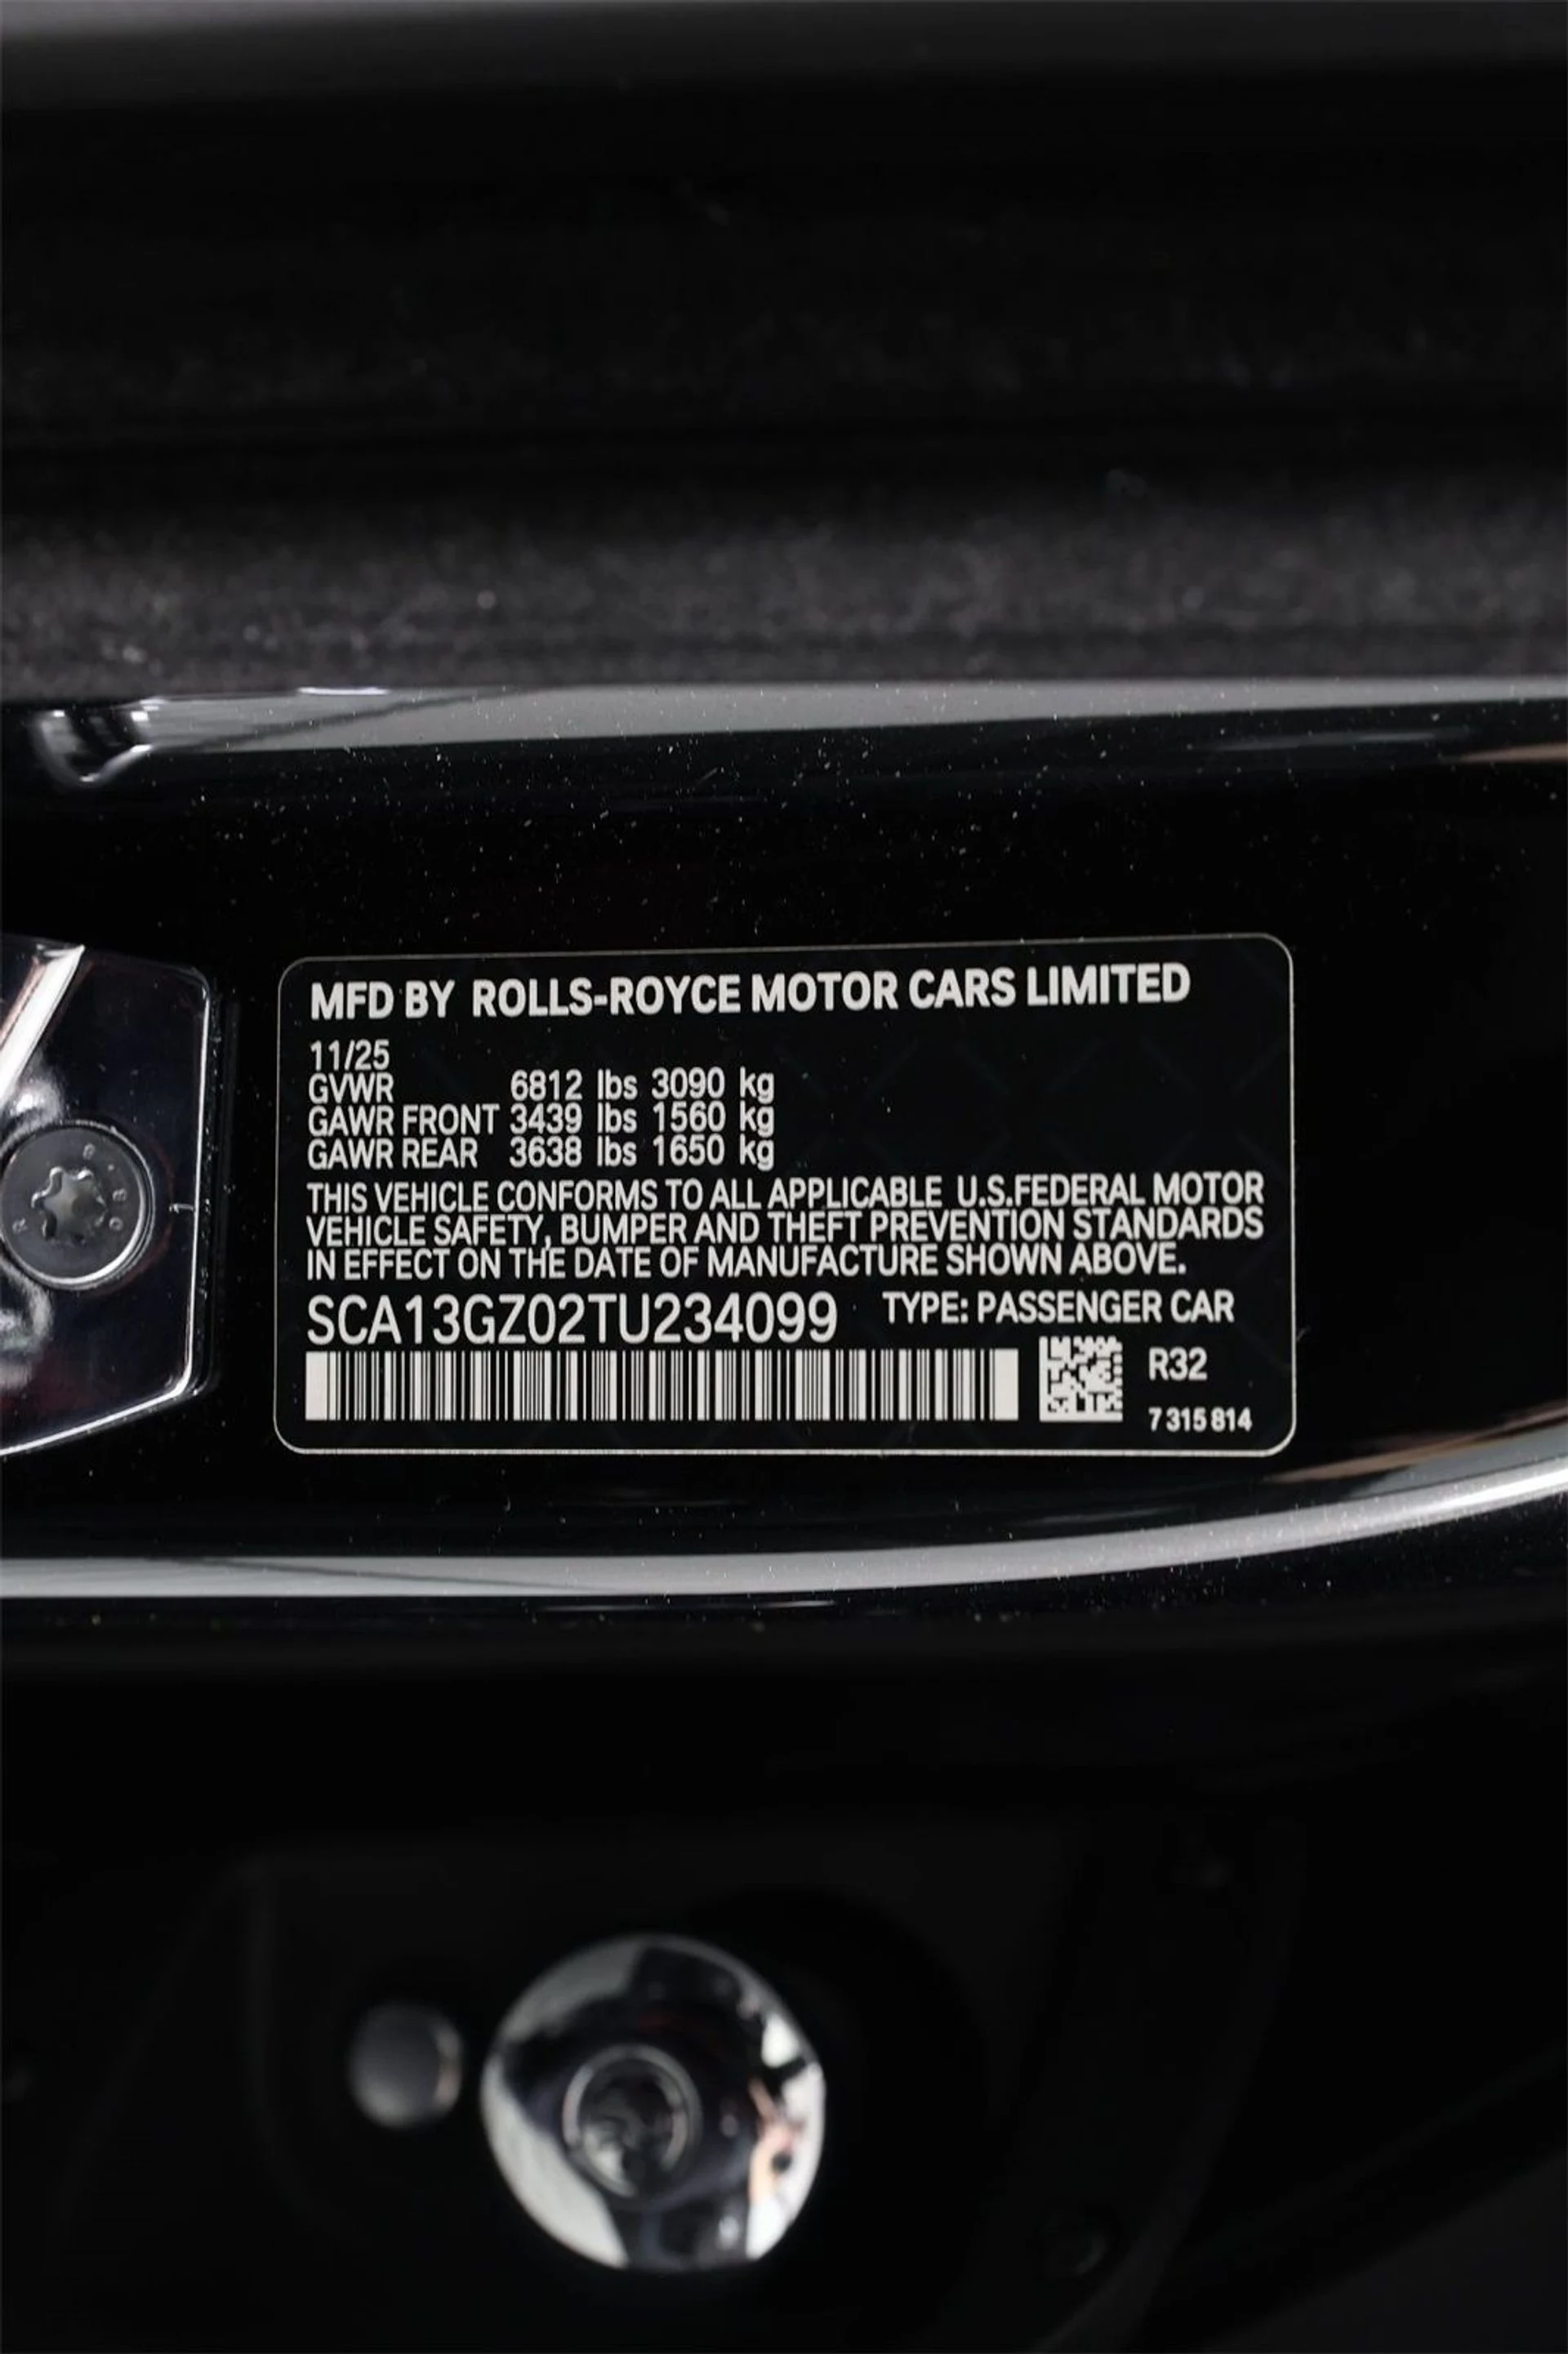 MFD BY ROLLS-ROYCE MOTOR CARS LIMITED
11/25
GVWR 6812 lbs 3090 kg
GAWR FRONT 3439 lbs 1560 kg
GAWR REAR 3638 lbs 1650 kg
THIS VEHICLE CONFORMS TO ALL APPLICABLE U.S.FEDERAL MOTOR
VEHICLE SAFETY, BUMPER AND THEFT PREVENTION STANDARDS
IN EFFECT ON THE DATE OF MANUFACTURE SHOWN ABOVE.
SCA13GZ02TU234099 TYPE: PASSENGER CAR
R32
7 315 814